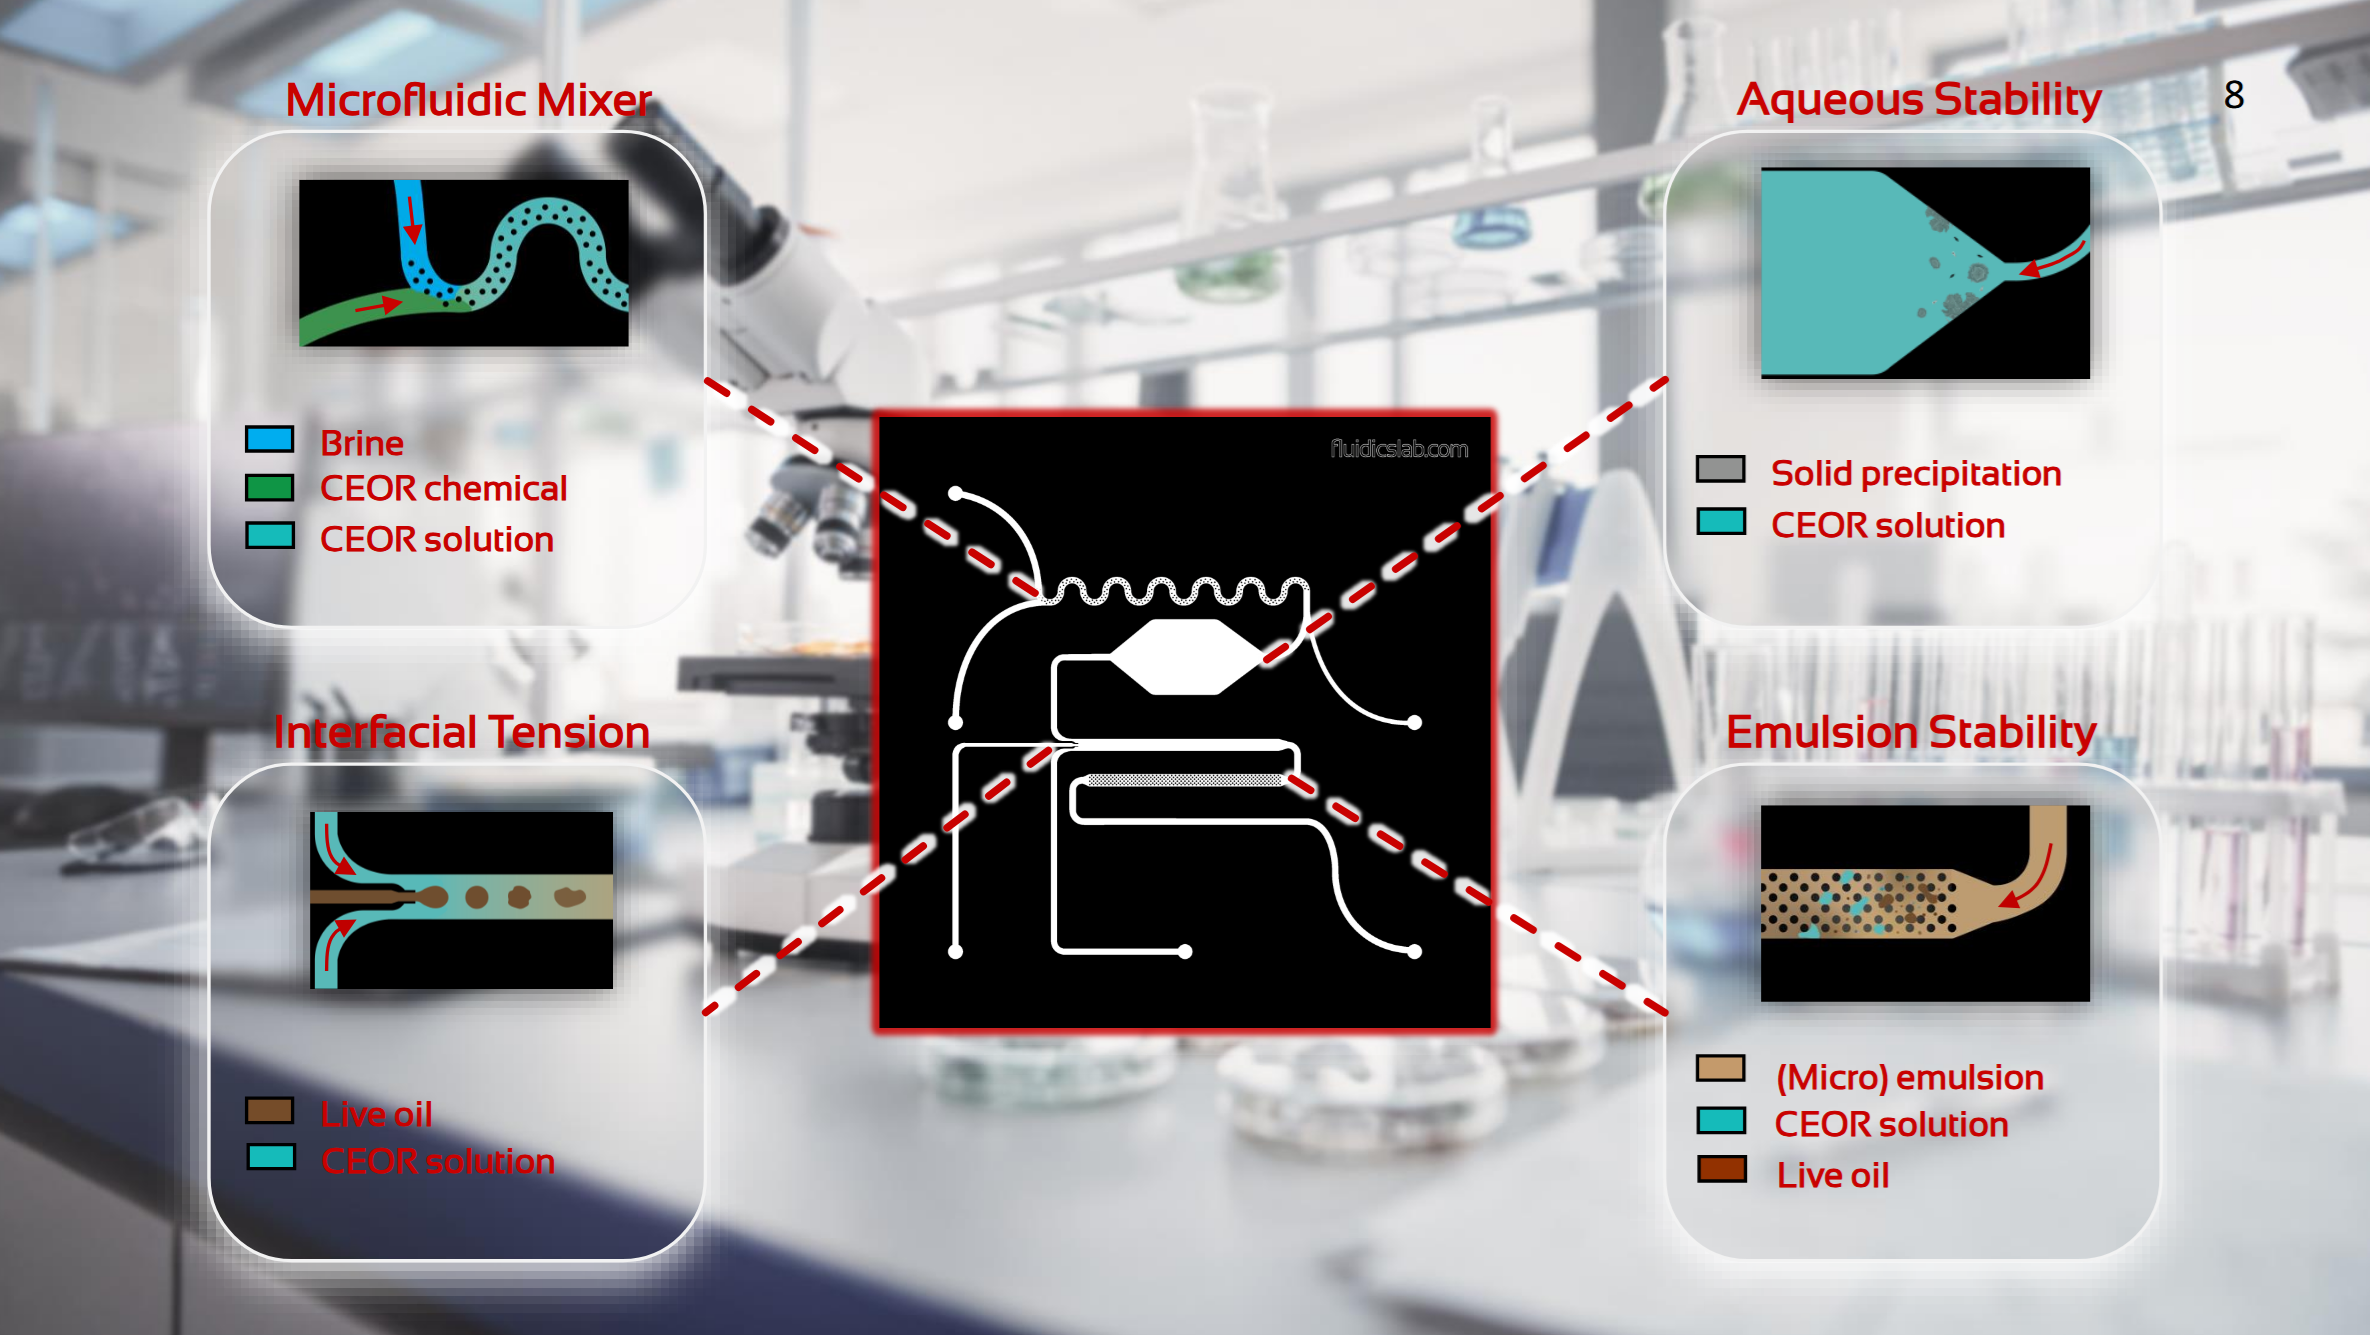 Microfluidic Mixer
Brine
CEOR chemical
CEOR solution
Aqueous Stability
8
Solid precipitation
CEOR solution
fluidicslab.com
Interfacial Tension
Live oil
CEOR solution
Emulsion Stability
(Micro) emulsion
CEOR solution
Live oil